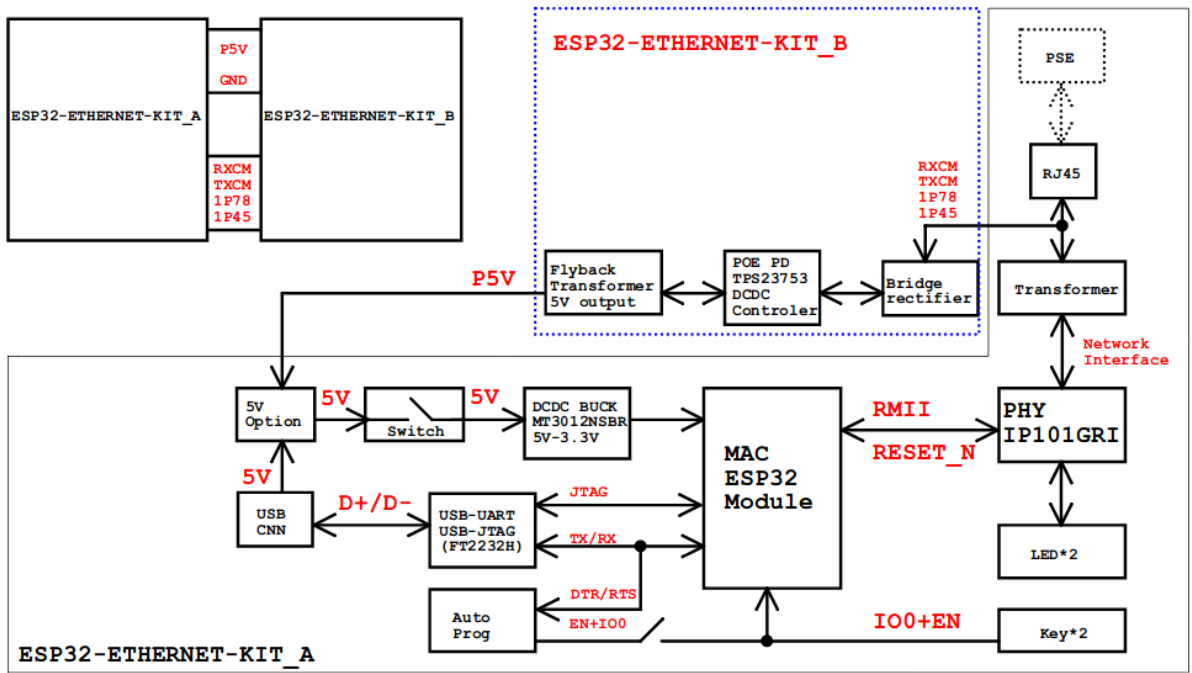 P5V
GND
ESP32-ETHERNET-KIT_A
ESP32-ETHERNET-KIT_B
RXCM
TXCM
1P78
1P45
ESP32-ETHERNET-KIT_B
PSE
RJ45
RXCM
TXCM
1P78
1P45
P5V
Flyback
Transformer
5V output
POE PD
TPS23753
DCDC
Controler
Bridge
rectifier
Transformer
Network
Interface
5V
Option
5V
Switch
5V
DCDC BUCK
MT3012NSBR
5V-3.3V
MAC
ESP32
Module
RMII
RESET_N
PHY
IP101GRI
5V
USB
CNN
D+/D-
USB-UART
USB-JTAG
(FT2232H)
JTAG
TX/RX
LED*2
DTR/RTS
EN+IO0
Auto
Prog
IO0+EN
Key*2
ESP32-ETHERNET-KIT_A